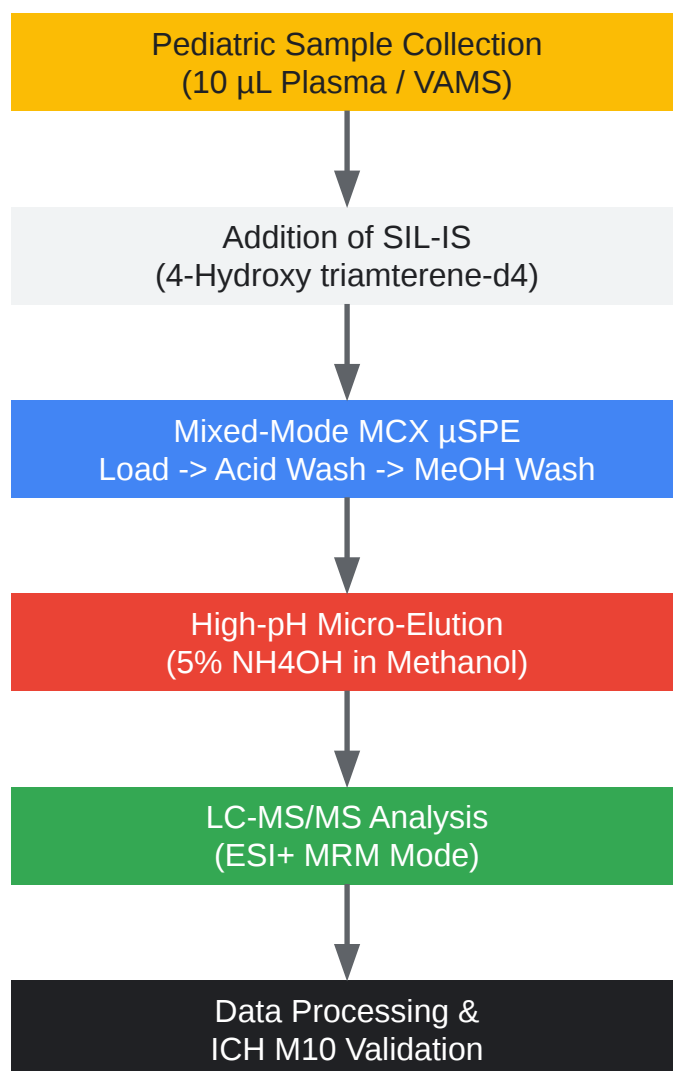 Pediatric Sample Collection
(10 µL Plasma / VAMS)
Addition of SIL-IS
(4-Hydroxy triamterene-d4)
Mixed-Mode MCX µSPE
Load -> Acid Wash -> MeOH Wash
High-pH Micro-Elution
(5% NH4OH in Methanol)
LC-MS/MS Analysis
(ESI+ MRM Mode)
Data Processing &
ICH M10 Validation